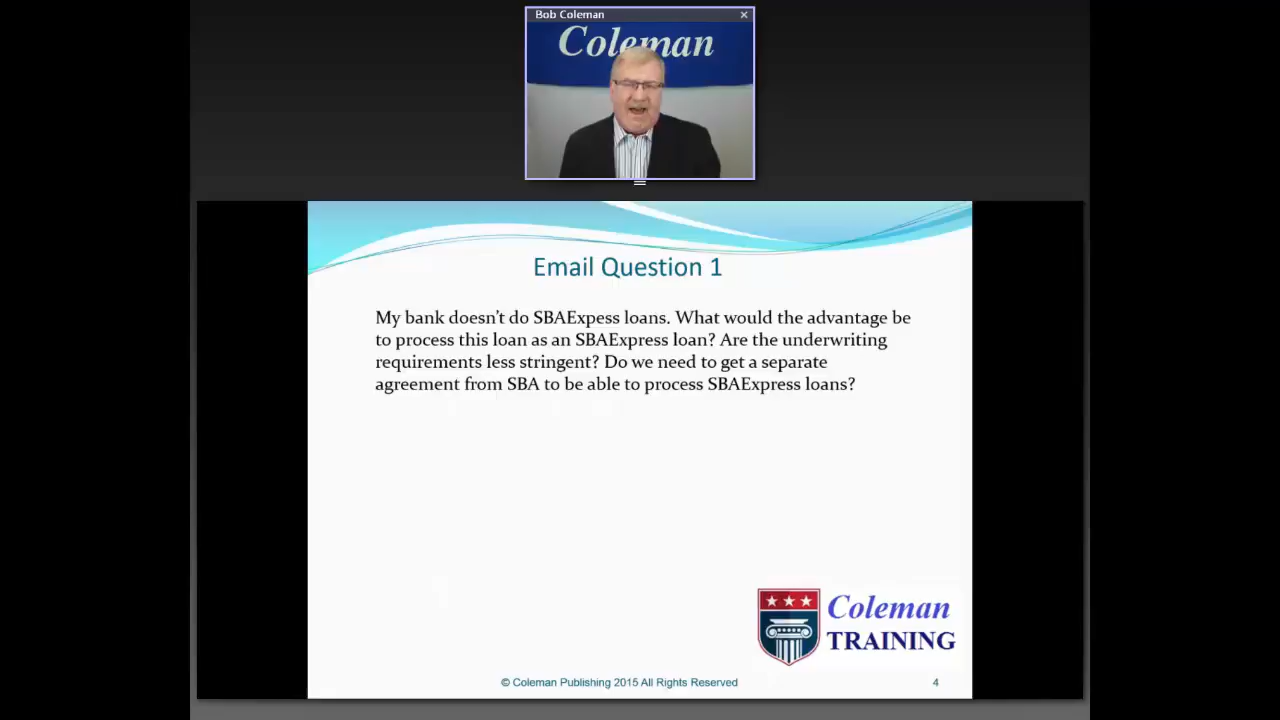 Bob Coleman
Coleman
Email Question 1
My bank doesn’t do SBAExpess loans. What would the advantage be
to process this loan as an SBAExpress loan? Are the underwriting
requirements less stringent? Do we need to get a separate
agreement from SBA to be able to process SBAExpress loans?
Coleman
TRAINING
© Coleman Publishing 2015 All Rights Reserved
4